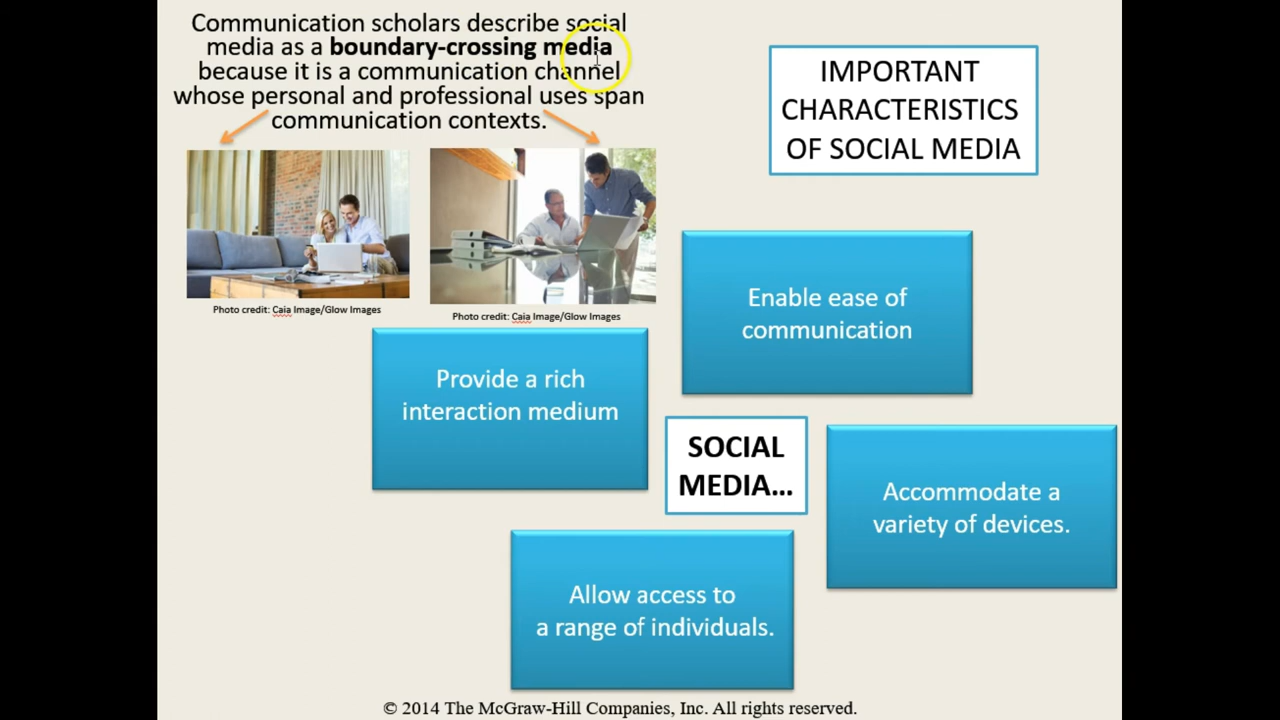 Communication scholars describe social
media as a boundary-crossing media
because it is a communication channel
whose personal and professional uses span
communication contexts.
IMPORTANT
CHARACTERISTICS
OF SOCIAL MEDIA
Photo credit: Caia Image/Glow Images
Photo credit: Caia Image/Glow Images
Enable ease of
communication
Provide a rich
interaction medium
SOCIAL
MEDIA…
Accommodate a
variety of devices.
Allow access to
a range of individuals.
© 2014 The McGraw-Hill Companies, Inc. All rights reserved.